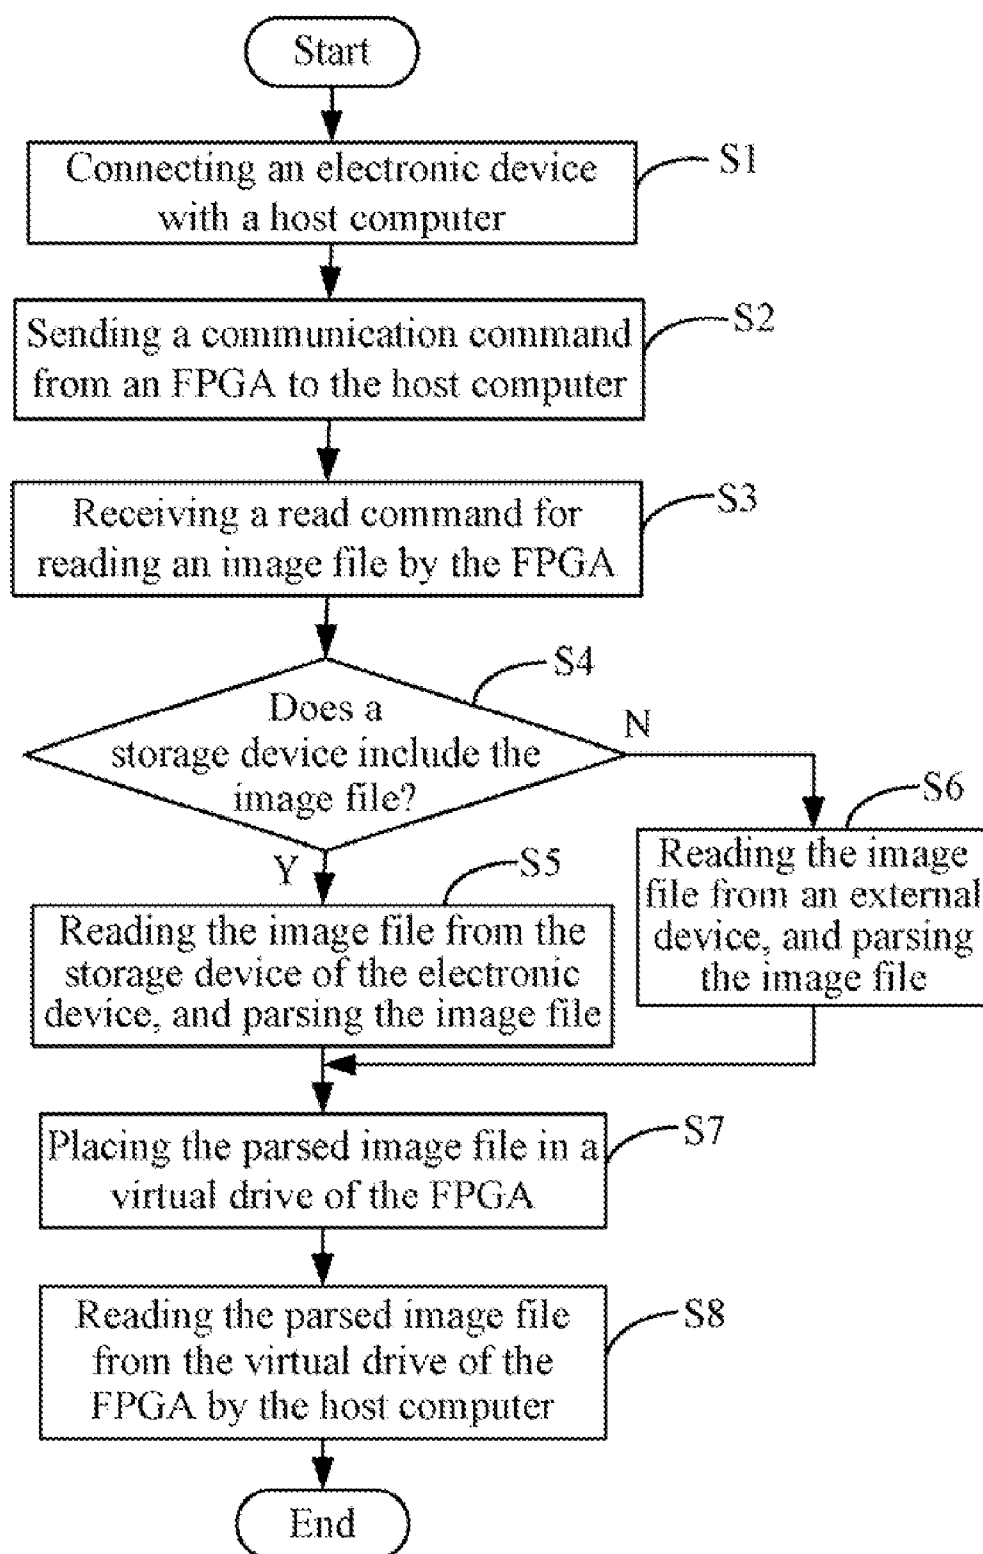 Start
Connecting an electronic device
with a host computer
S1
Sending a communication command
from an FPGA to the host computer
S2
Receiving a read command for
reading an image file by the FPGA
S3
Does a
storage device include the
image file?
S4
N
Y
Reading the image file from the
storage device of the electronic
device, and parsing the image file
S5
Reading the image
file from an external
device, and parsing
the image file
S6
Placing the parsed image file in a
virtual drive of the FPGA
S7
Reading the parsed image file
from the virtual drive of the
FPGA by the host computer
S8
End